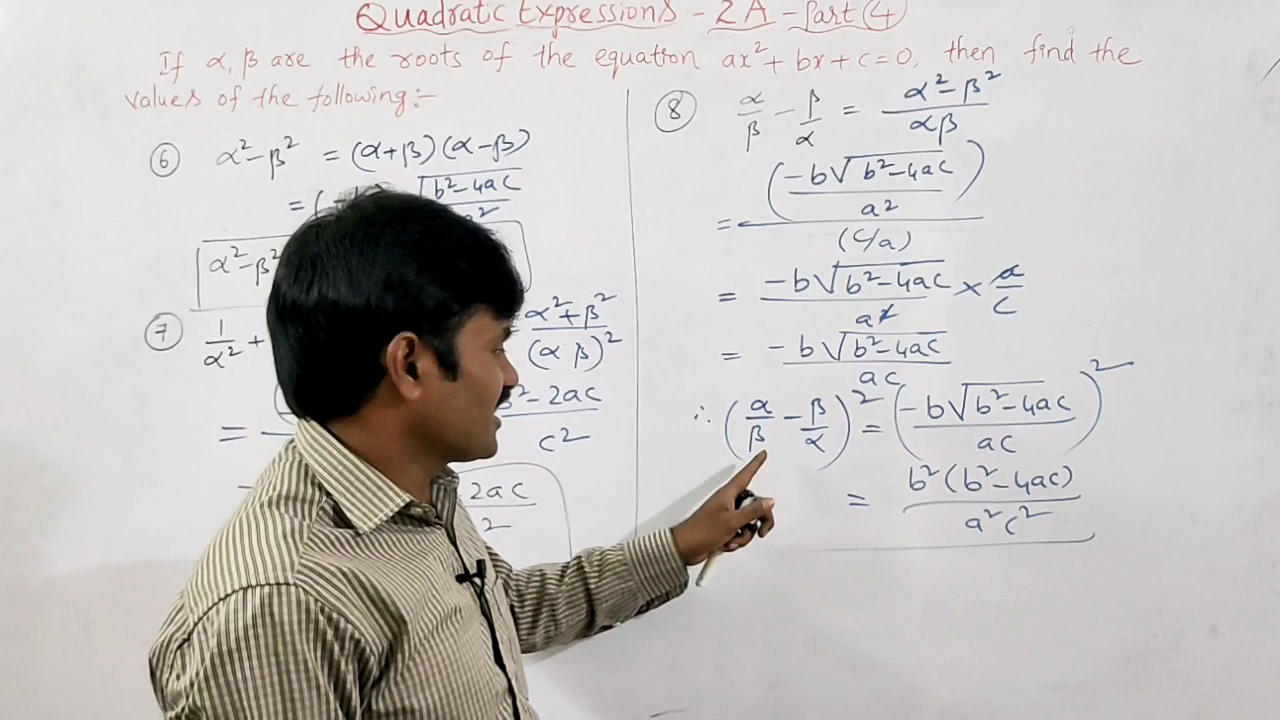 Quadratic Expressions - 2A - Part 4
If α, β are the roots of the equation ax² + bx + c = 0, then find the
values of the following:-
6 α² - β² = (α+β)(α-β)
= ( √b²-4ac
α² - β²
7 1/α² + α²+β²/(αβ)²
= b² - 2ac/c²
2ac/2
8 α/β - β/α = α² - β²/αβ
= (-b√b²-4ac/a²)/(c/a)
= -b√b²-4ac/a² × a/c
= -b√b²-4ac/ac
∴ (α/β - β/α)² = (-b√b²-4ac/ac)²
= b²(b²-4ac)/a²c²